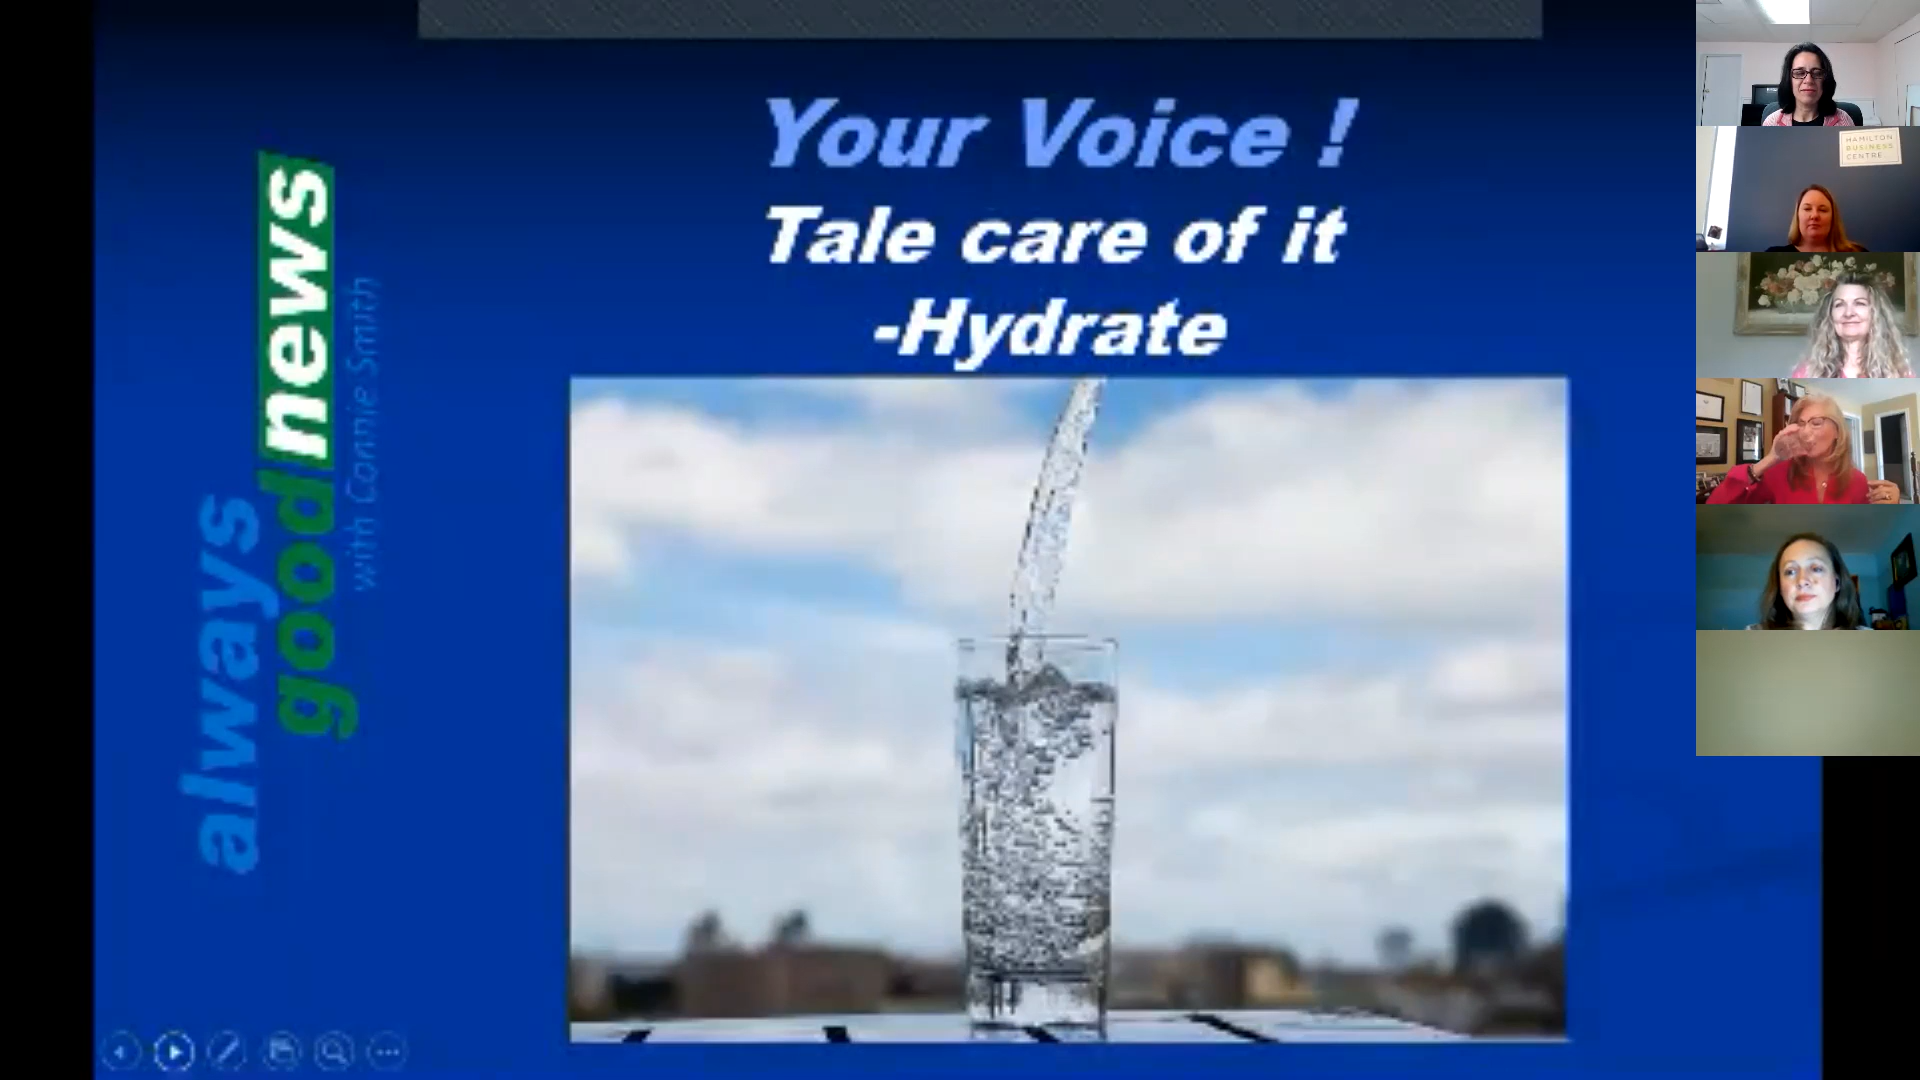 Your Voice !
Tale care of it
-Hydrate
always
good news
with Connie Smith
HAMILTON
BUSINESS
CENTRE